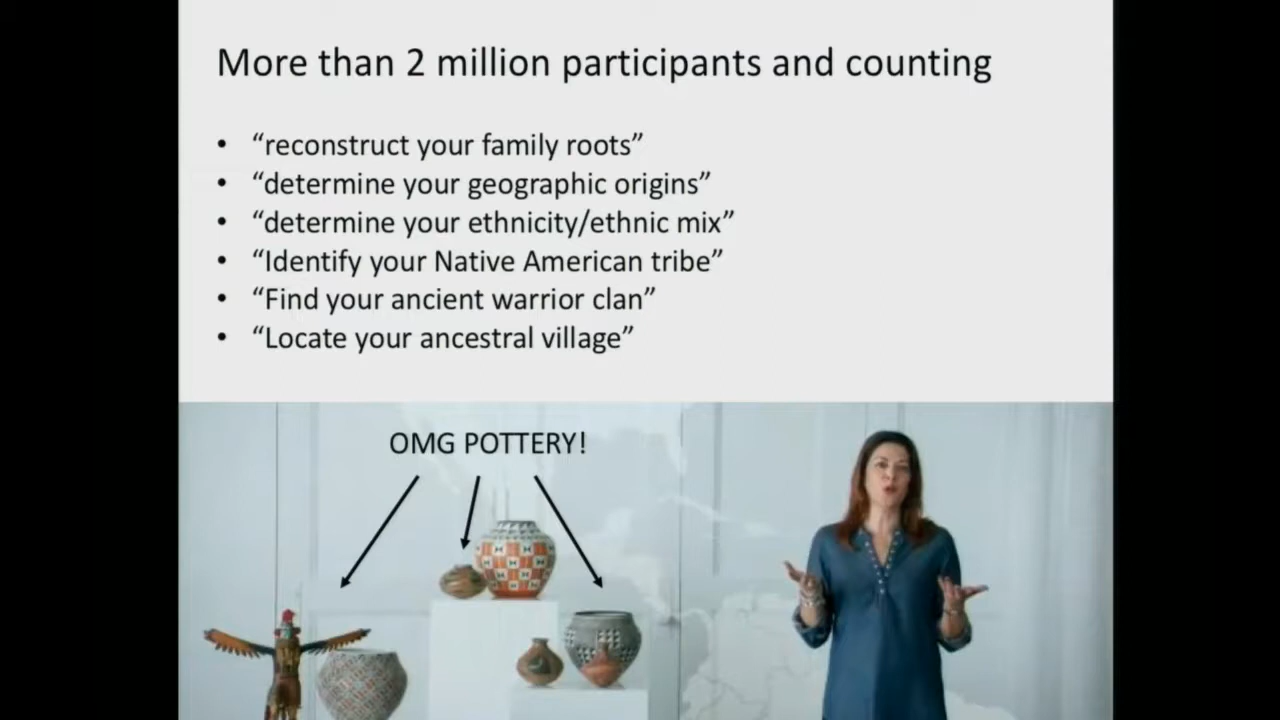 More than 2 million participants and counting
• “reconstruct your family roots”
• “determine your geographic origins”
• “determine your ethnicity/ethnic mix”
• “Identify your Native American tribe”
• “Find your ancient warrior clan”
• “Locate your ancestral village”
OMG POTTERY!